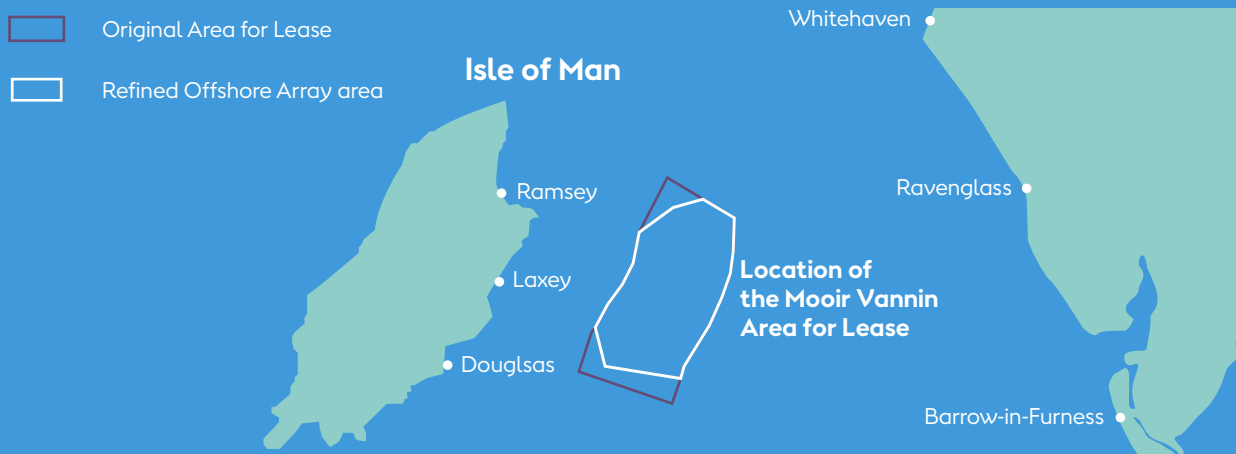 Original Area for Lease
Refined Offshore Array area
Isle of Man
Whitehaven
Ramsey
Ravenglass
Laxey
Location of
the Mooir Vannin
Area for Lease
Douglsas
Barrow-in-Furness